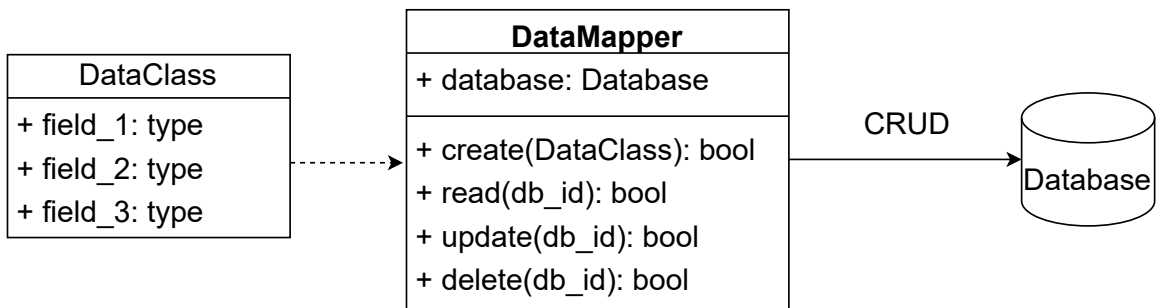 DataClass
+ field_1: type
+ field_2: type
+ field_3: type
DataMapper
+ database: Database
+ create(DataClass): bool
+ read(db_id): bool
+ update(db_id): bool
+ delete(db_id): bool
CRUD
Database